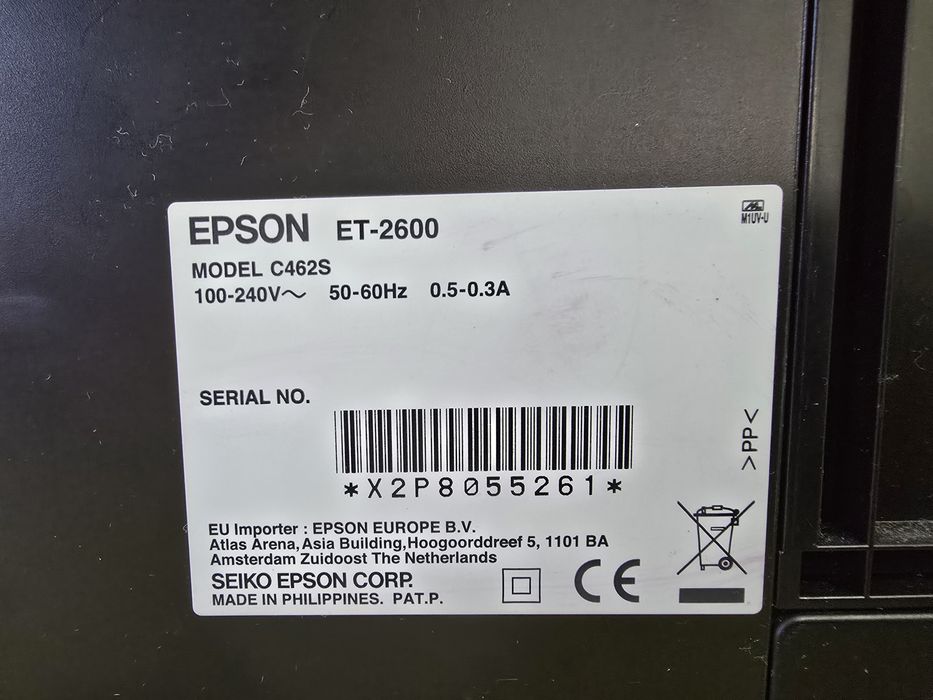 EPSON ET-2600
M1UV-U
MODEL C462S
100-240V～ 50-60Hz 0.5-0.3A
SERIAL NO.
*X2P8055261*
>PP<
EU Importer : EPSON EUROPE B.V.
Atlas Arena,Asia Building,Hoogoorddreef 5, 1101 BA
Amsterdam Zuidoost The Netherlands
SEIKO EPSON CORP.
MADE IN PHILIPPINES. PAT.P.
CE